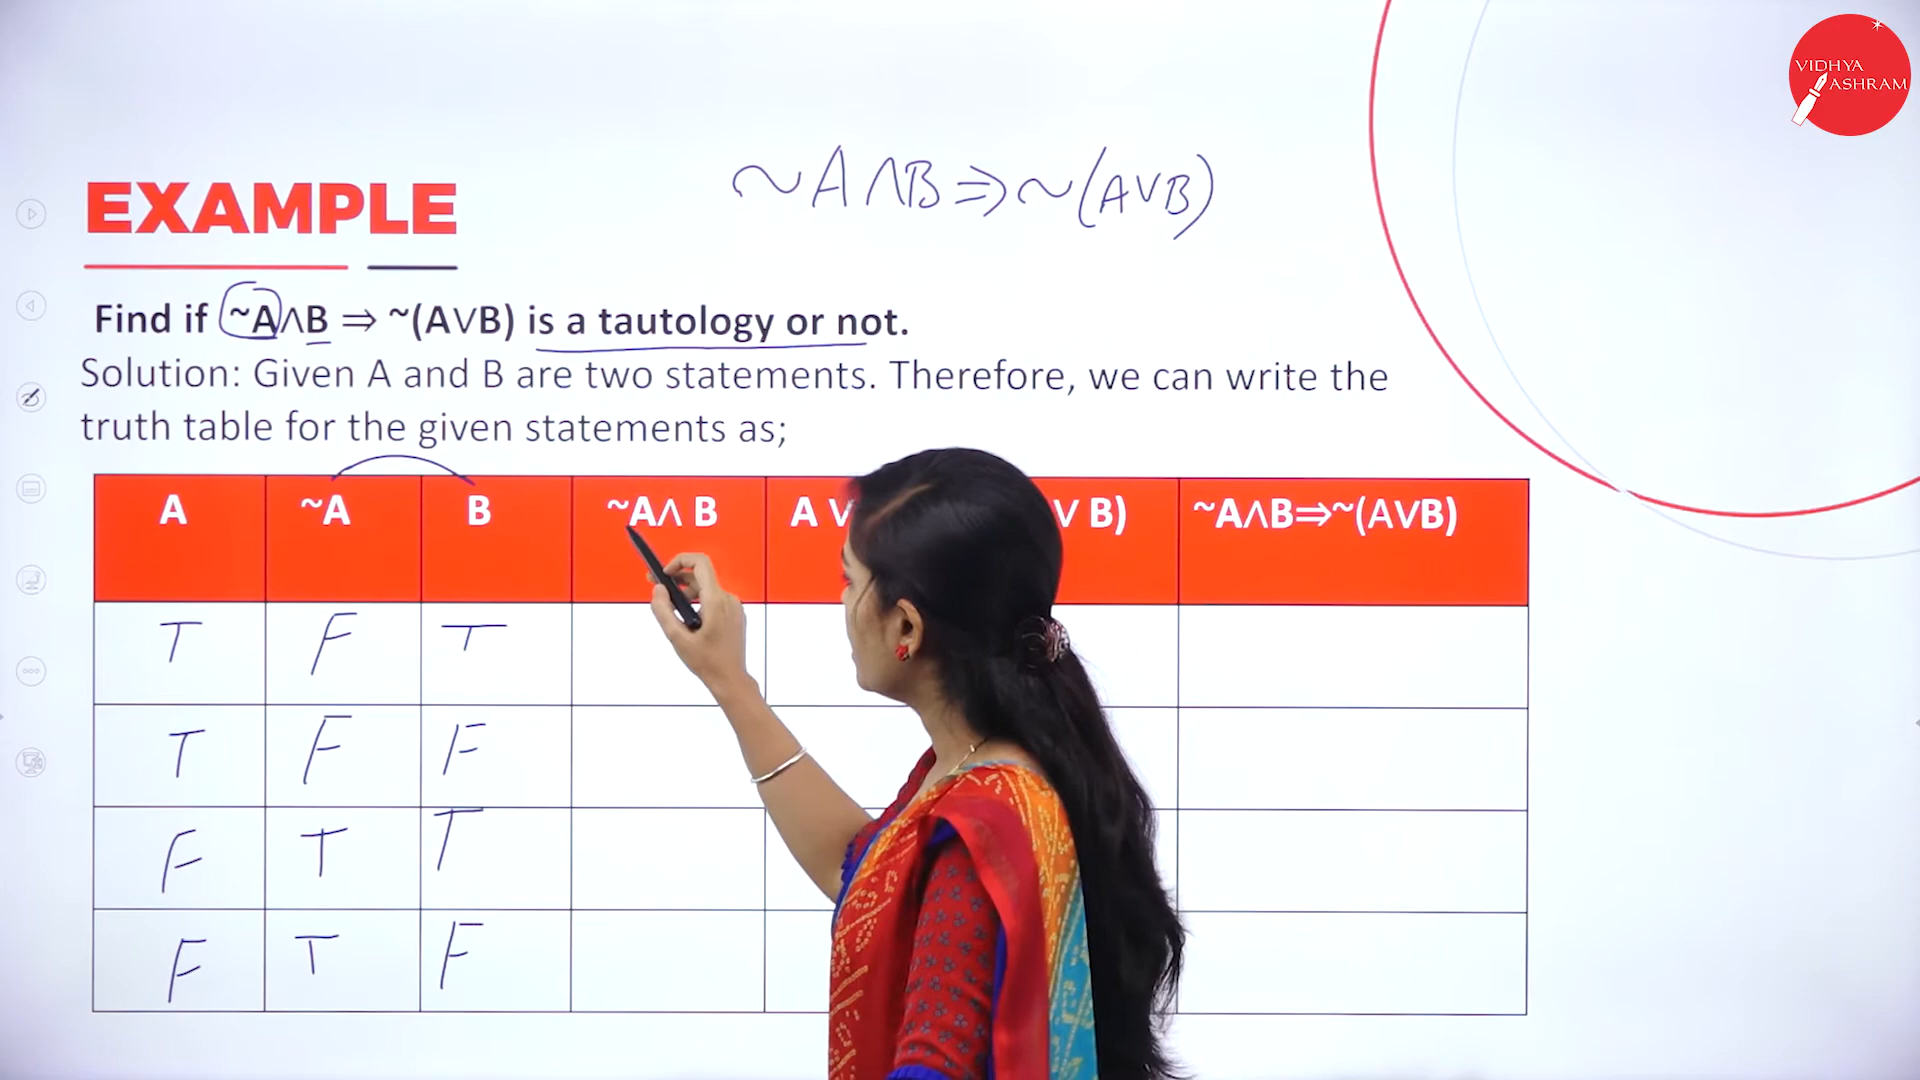 VIDHYA
ASHRAM
~A∧B⇒~(A∨B)
EXAMPLE
Find if ~A∧B ⇒ ~(A∨B) is a tautology or not.
Solution: Given A and B are two statements. Therefore, we can write the
truth table for the given statements as;
A ~A B ~A∧ B A ∨ ∨ B) ~A∧B⇒~(A∨B)
T F T
T F F
F T T
F T F